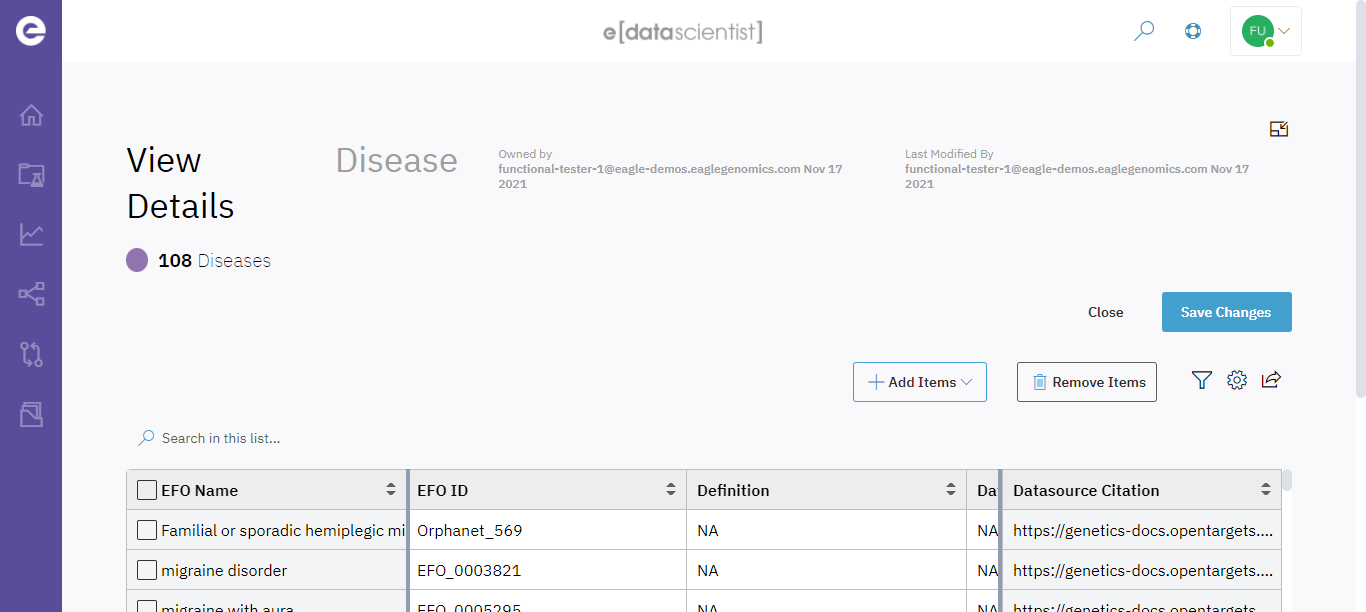 e[datascientist]
FU
View
Details
Disease
Owned by
functional-tester-1@eagle-demos.eaglegenomics.com Nov 17
2021
Last Modified By
functional-tester-1@eagle-demos.eaglegenomics.com Nov 17
2021
108 Diseases
Close
Save Changes
Add Items
Remove Items
Search in this list...
EFO Name EFO ID Definition Da Datasource Citation
Familial or sporadic hemiplegic mi Orphanet_569 NA NA https://genetics-docs.opentargets....
migraine disorder EFO_0003821 NA NA https://genetics-docs.opentargets....
migraine with aura EFO_0005295 NA NA https://genetics-docs.opentargets....